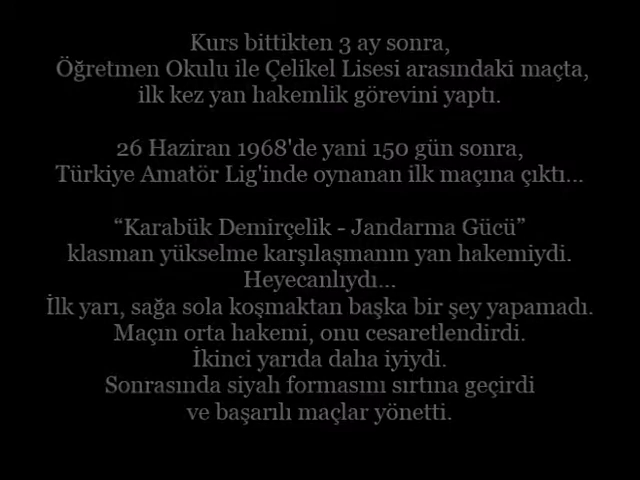 Kurs bittikten 3 ay sonra,
Öğretmen Okulu ile Çelikel Lisesi arasındaki maçta,
ilk kez yan hakemlik görevini yaptı.
26 Haziran 1968'de yani 150 gün sonra,
Türkiye Amatör Lig'inde oynanan ilk maçına çıktı...
“Karabük Demirçelik - Jandarma Gücü”
klasman yükselme karşılaşmanın yan hakemiydi.
Heyecanlıydı...
İlk yarı, sağa sola koşmaktan başka bir şey yapamadı.
Maçın orta hakemi, onu cesaretlendirdi.
İkinci yarıda daha iyiydi.
Sonrasında siyah formasını sırtına geçirdi
ve başarılı maçlar yönetti.